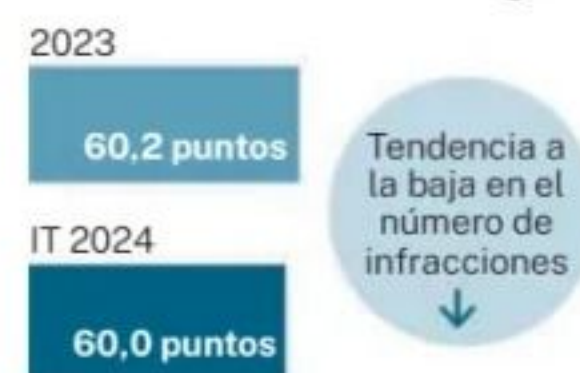 2023
60,2 puntos
Tendencia a
la baja en el
número de
infracciones
IT 2024
60,0 puntos